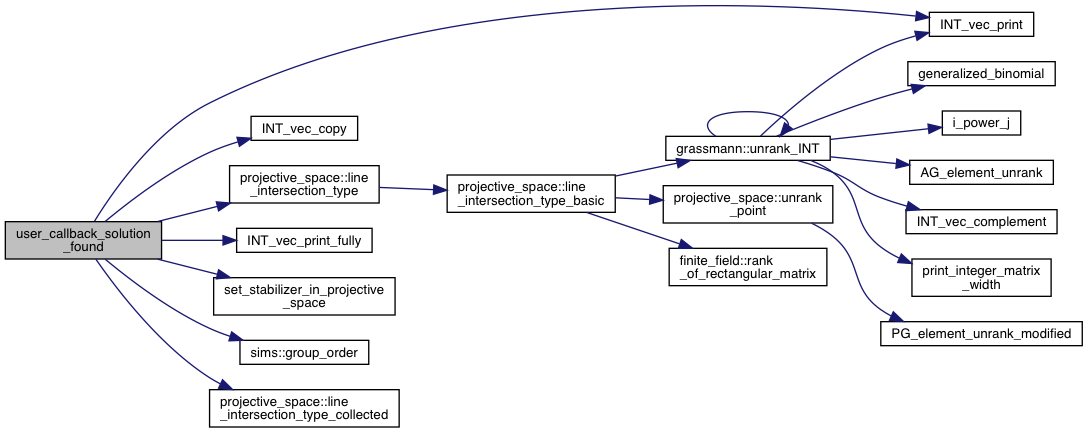 user_callback_solution
_found
INT_vec_copy
projective_space::line
_intersection_type
INT_vec_print_fully
set_stabilizer_in_projective
_space
sims::group_order
projective_space::line
_intersection_type_collected
projective_space::line
_intersection_type_basic
grassmann::unrank_INT
projective_space::unrank
_point
finite_field::rank
_of_rectangular_matrix
INT_vec_print
generalized_binomial
i_power_j
AG_element_unrank
INT_vec_complement
print_integer_matrix
_width
PG_element_unrank_modified